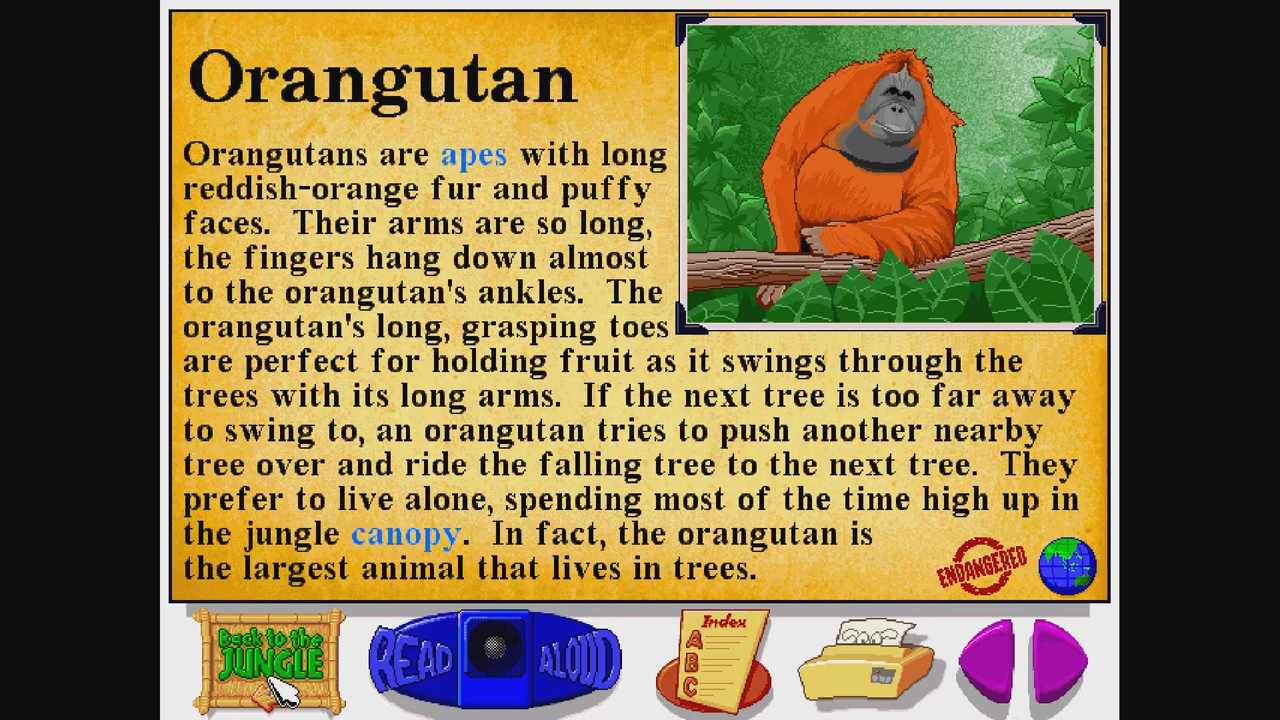 Orangutan
Orangutans are apes with long
reddish-orange fur and puffy
faces.  Their arms are so long,
the fingers hang down almost
to the orangutan's ankles.  The
orangutan's long, grasping toes
are perfect for holding fruit as it swings through the
trees with its long arms.  If the next tree is too far away
to swing to, an orangutan tries to push another nearby
tree over and ride the falling tree to the next tree.  They
prefer to live alone, spending most of the time high up in
the jungle canopy.  In fact, the orangutan is
the largest animal that lives in trees.
ENDANGERED
Back to the
JUNGLE
READ ALOUD
Index
A
B
C